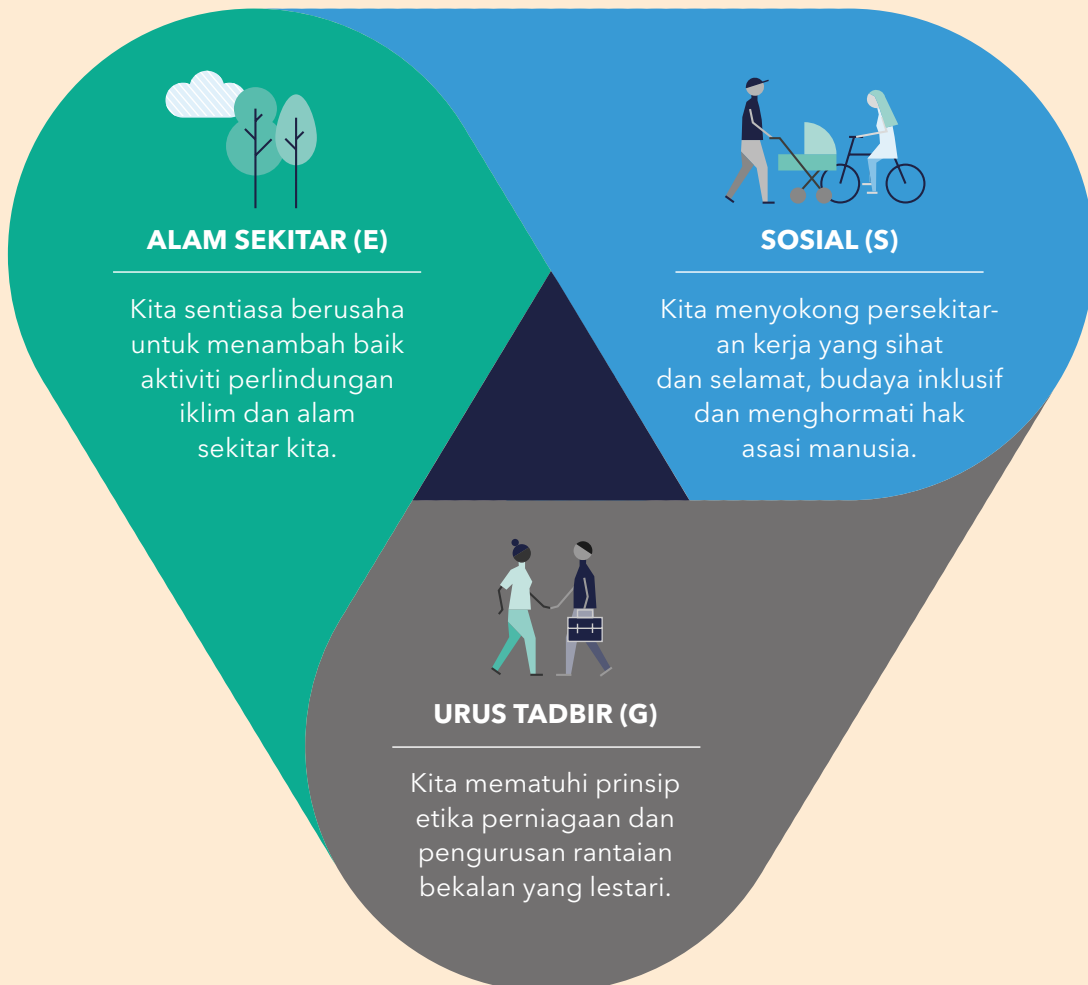 ALAM SEKITAR (E)
Kita sentiasa berusaha
untuk menambah baik
aktiviti perlindungan
iklim dan alam
sekitar kita.
SOSIAL (S)
Kita menyokong persekitar-
an kerja yang sihat
dan selamat, budaya inklusif
dan menghormati hak
asasi manusia.
URUS TADBIR (G)
Kita mematuhi prinsip
etika perniagaan dan
pengurusan rantaian
bekalan yang lestari.